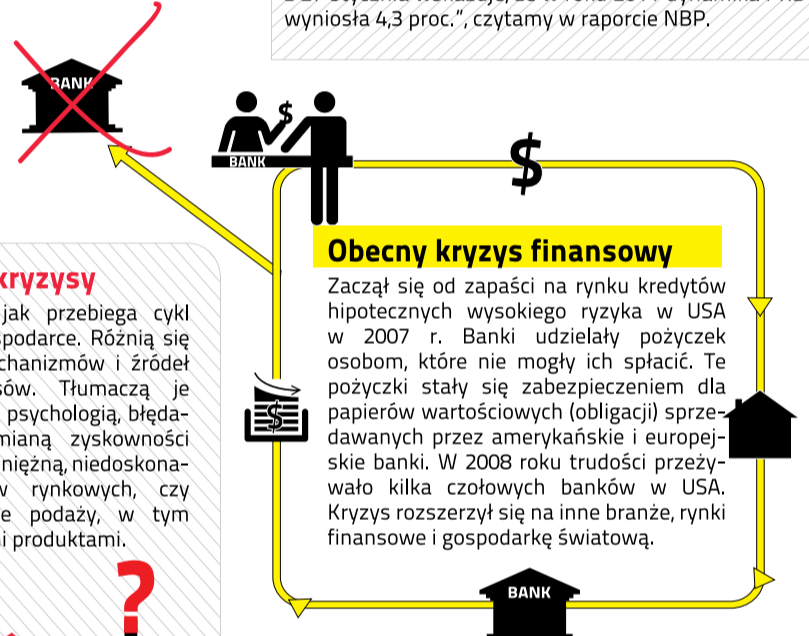 wyniosła 4,3 proc.”, czytamy w raporcie NBP.
BANK
$
BANK
$
Obecny kryzys finansowy
Zaczął się od zapaści na rynku kredytów
hipotecznych wysokiego ryzyka w USA
w 2007 r. Banki udzielały pożyczek
osobom, które nie mogły ich spłacić. Te
pożyczki stały się zabezpieczeniem dla
papierów wartościowych (obligacji) sprze-
dawanych przez amerykańskie i europej-
skie banki. W 2008 roku trudości przeży-
wało kilka czołowych banków w USA.
Kryzys rozszerzył się na inne branże, rynki
finansowe i gospodarkę światową.
kryzysy
jak przebiega cykl
spodarce. Różnią się
chanizmów i źródeł
sów. Tłumaczą je
psychologią, błęda-
mianą zyskowności
niężną, niedoskona-
w rynkowych, czy
e podaży, w tym
i produktami.
$
?
BANK